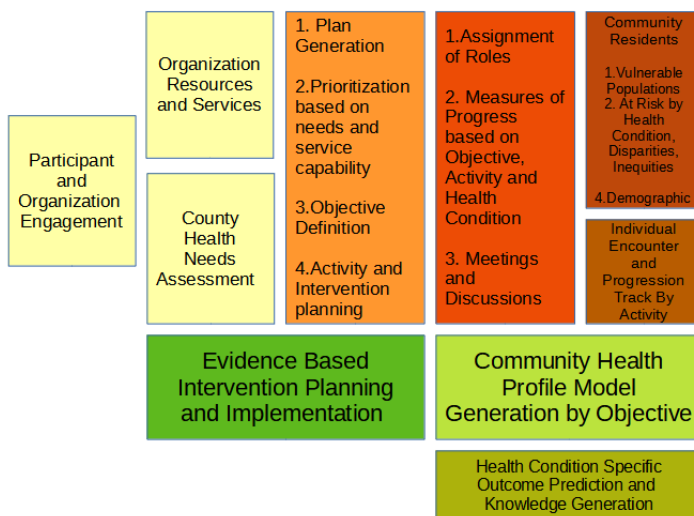 Participant
and
Organization
Engagement
Organization
Resources
and Services
County
Health
Needs
Assessment
1. Plan
Generation
2.Prioritization
based on
needs and
service
capability
3.Objective
Definition
4.Activity and
Intervention
planning
1.Assignment
of Roles
2. Measures of
Progress
based on
Objective,
Activity and
Health
Condition
3. Meetings
and
Discussions
Community
Residents
1.Vulnerable
Populations
2. At Risk by
Health
Condition,
Disparities,
Inequities
4.Demographic
Individual
Encounter
and
Progression
Track By
Activity
Evidence Based
Intervention Planning
and Implementation
Community Health
Profile Model
Generation by Objective
Health Condition Specific
Outcome Prediction and
Knowledge Generation